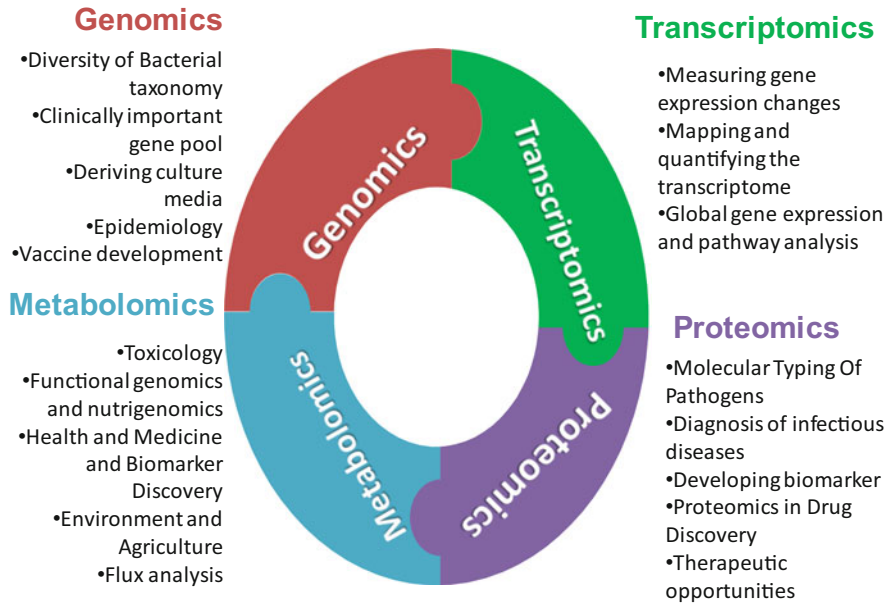 Genomics
•Diversity of Bacterial
taxonomy
•Clinically important
gene pool
•Deriving culture
media
•Epidemiology
•Vaccine development
Transcriptomics
•Measuring gene
expression changes
•Mapping and
quantifying the
transcriptome
•Global gene expression
and pathway analysis
Genomics
Transcriptomics
Metabolomics
Proteomics
Metabolomics
•Toxicology
•Functional genomics
and nutrigenomics
•Health and Medicine
and Biomarker
Discovery
•Environment and
Agriculture
•Flux analysis
Proteomics
•Molecular Typing Of
Pathogens
•Diagnosis of infectious
diseases
•Developing biomarker
•Proteomics in Drug
Discovery
•Therapeutic
opportunities